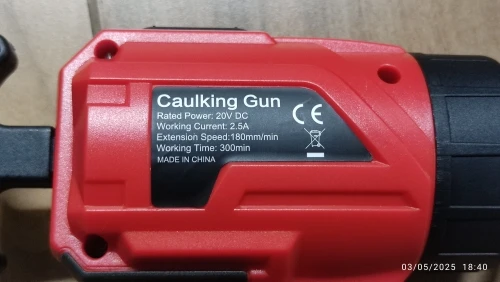 Caulking Gun
Rated Power: 20V DC
Working Current: 2.5A
Extension Speed:180mm/min
Working Time: 300min
MADE IN CHINA
CE
03/05/2025 18:40